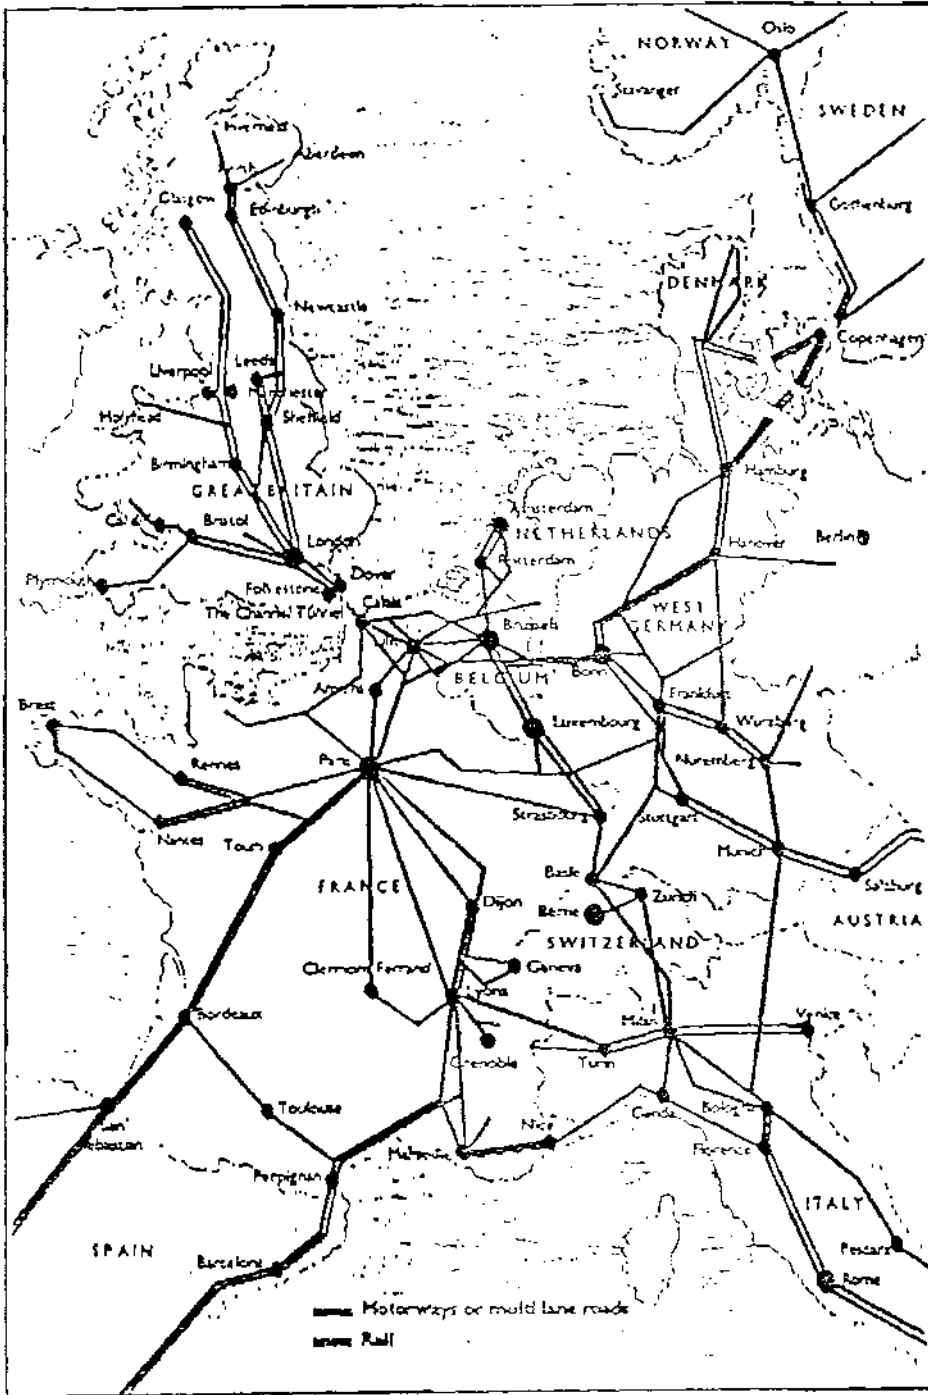 Oslo
NORWAY
Stavanger
SWEDEN
Inverness
Aberdeen
Glasgow
Edinburgh
Gothenburg
DENMARK
Newcastle
Copenhagen
Leeds
Liverpool
Manchester
Holyhead
Sheffield
Birmingham
Hamburg
GREAT BRITAIN
Amsterdam
NETHERLANDS
Bristol
London
Hanover
Berlin
Rotterdam
Plymouth
Dover
Folkestone
Calais
The Channel Tunnel
WEST
GERMANY
Brussels
Bonn
BELGIUM
Amiens
Frankfurt
Brest
Luxembourg
Wurzburg
Rennes
Paris
Nuremberg
Strasbourg
Stuttgart
Nantes
Tours
Munich
Basle
Zurich
Salzburg
FRANCE
Dijon
Berne
AUSTRIA
SWITZERLAND
Clermont Ferrand
Geneva
Lyons
Bordeaux
Milan
Venice
Grenoble
Turin
Toulouse
Genoa
Bologna
San
Sebastian
Nice
Marseille
Florence
Perpignan
ITALY
SPAIN
Barcelona
Pescara
Rome
Motorways or multi lane roads
Rail